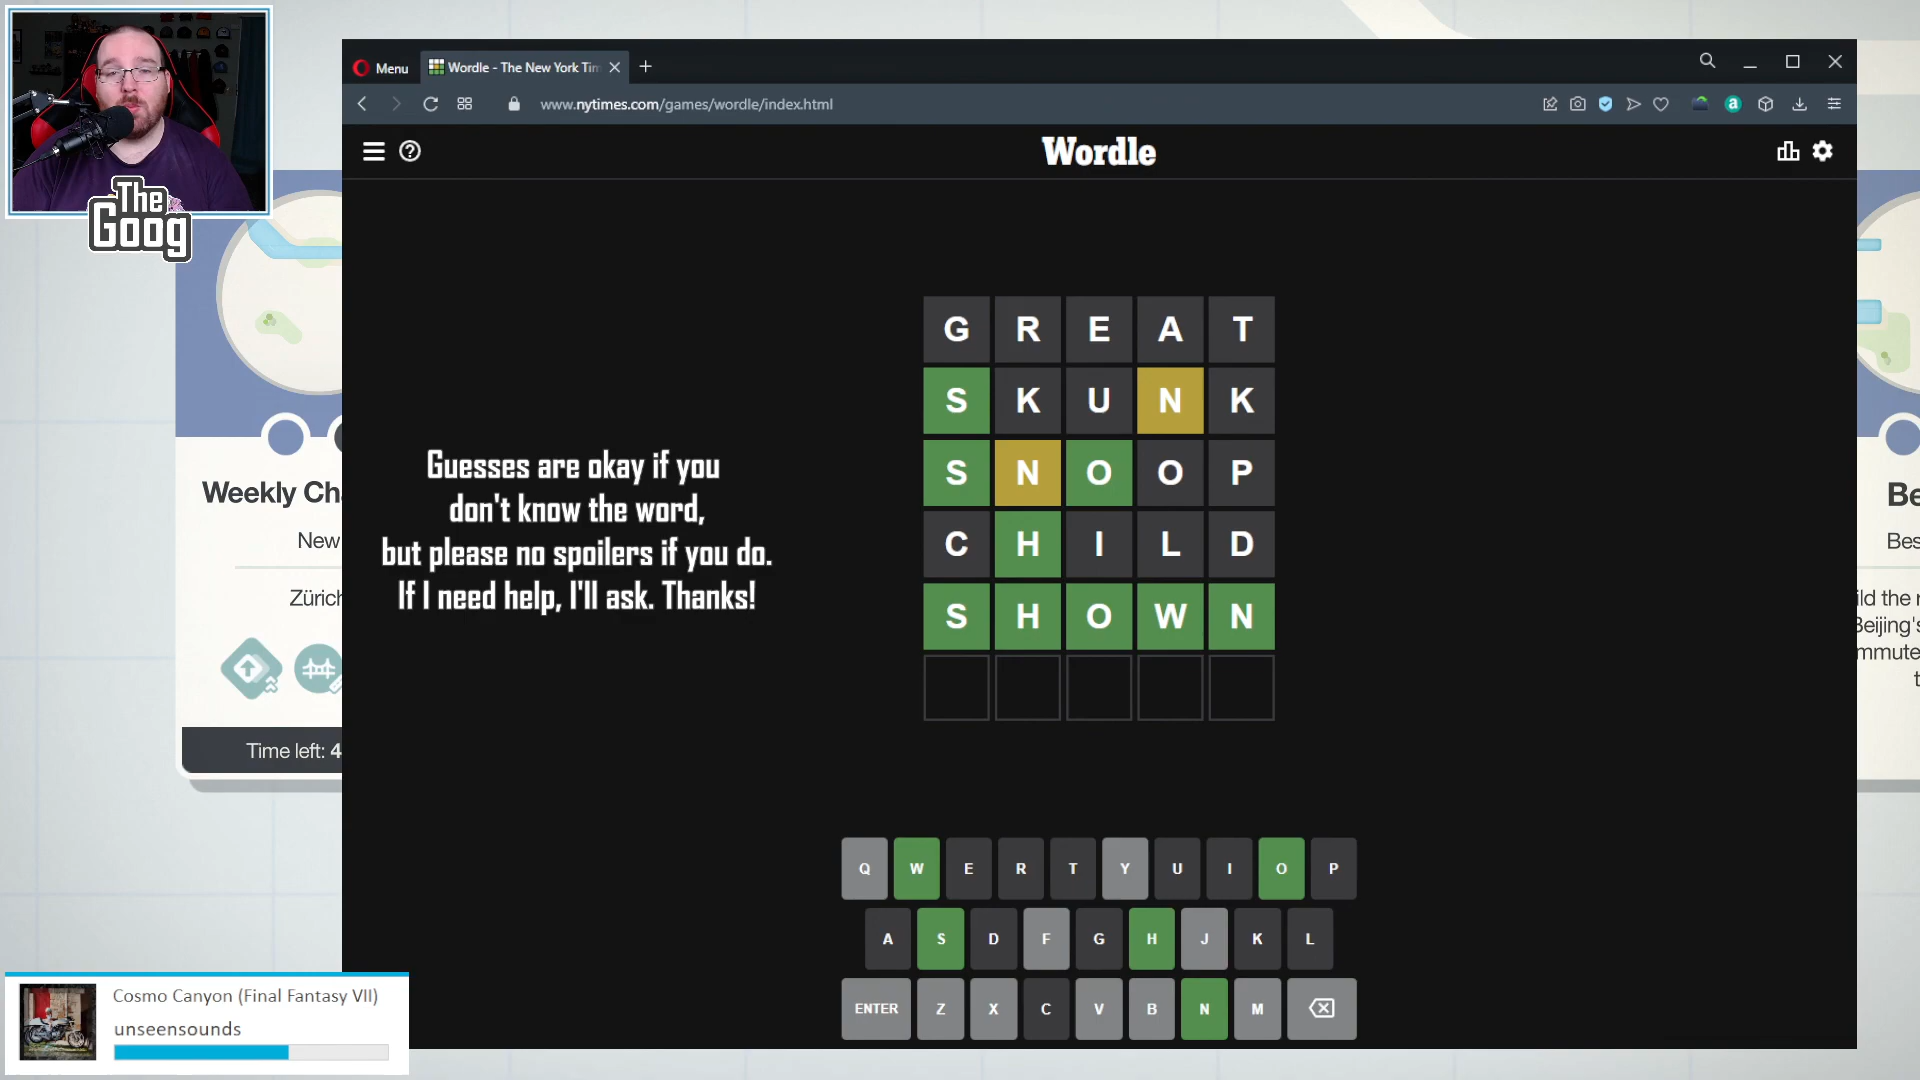 The
Goog
Menu
Wordle - The New York Tim
www.nytimes.com/games/wordle/index.html
Wordle
G R E A T
S K U N K
S N O O P
C H I L D
S H O W N
Guesses are okay if you
don't know the word,
but please no spoilers if you do.
If I need help, I'll ask. Thanks!
Weekly Ch
New
Zürich
Time left: 4
Be
Bes
ild the
Beijing's
mmute
t
Q W E R T Y U I O P
A S D F G H J K L
ENTER Z X C V B N M
Cosmo Canyon (Final Fantasy VII)
unseensounds